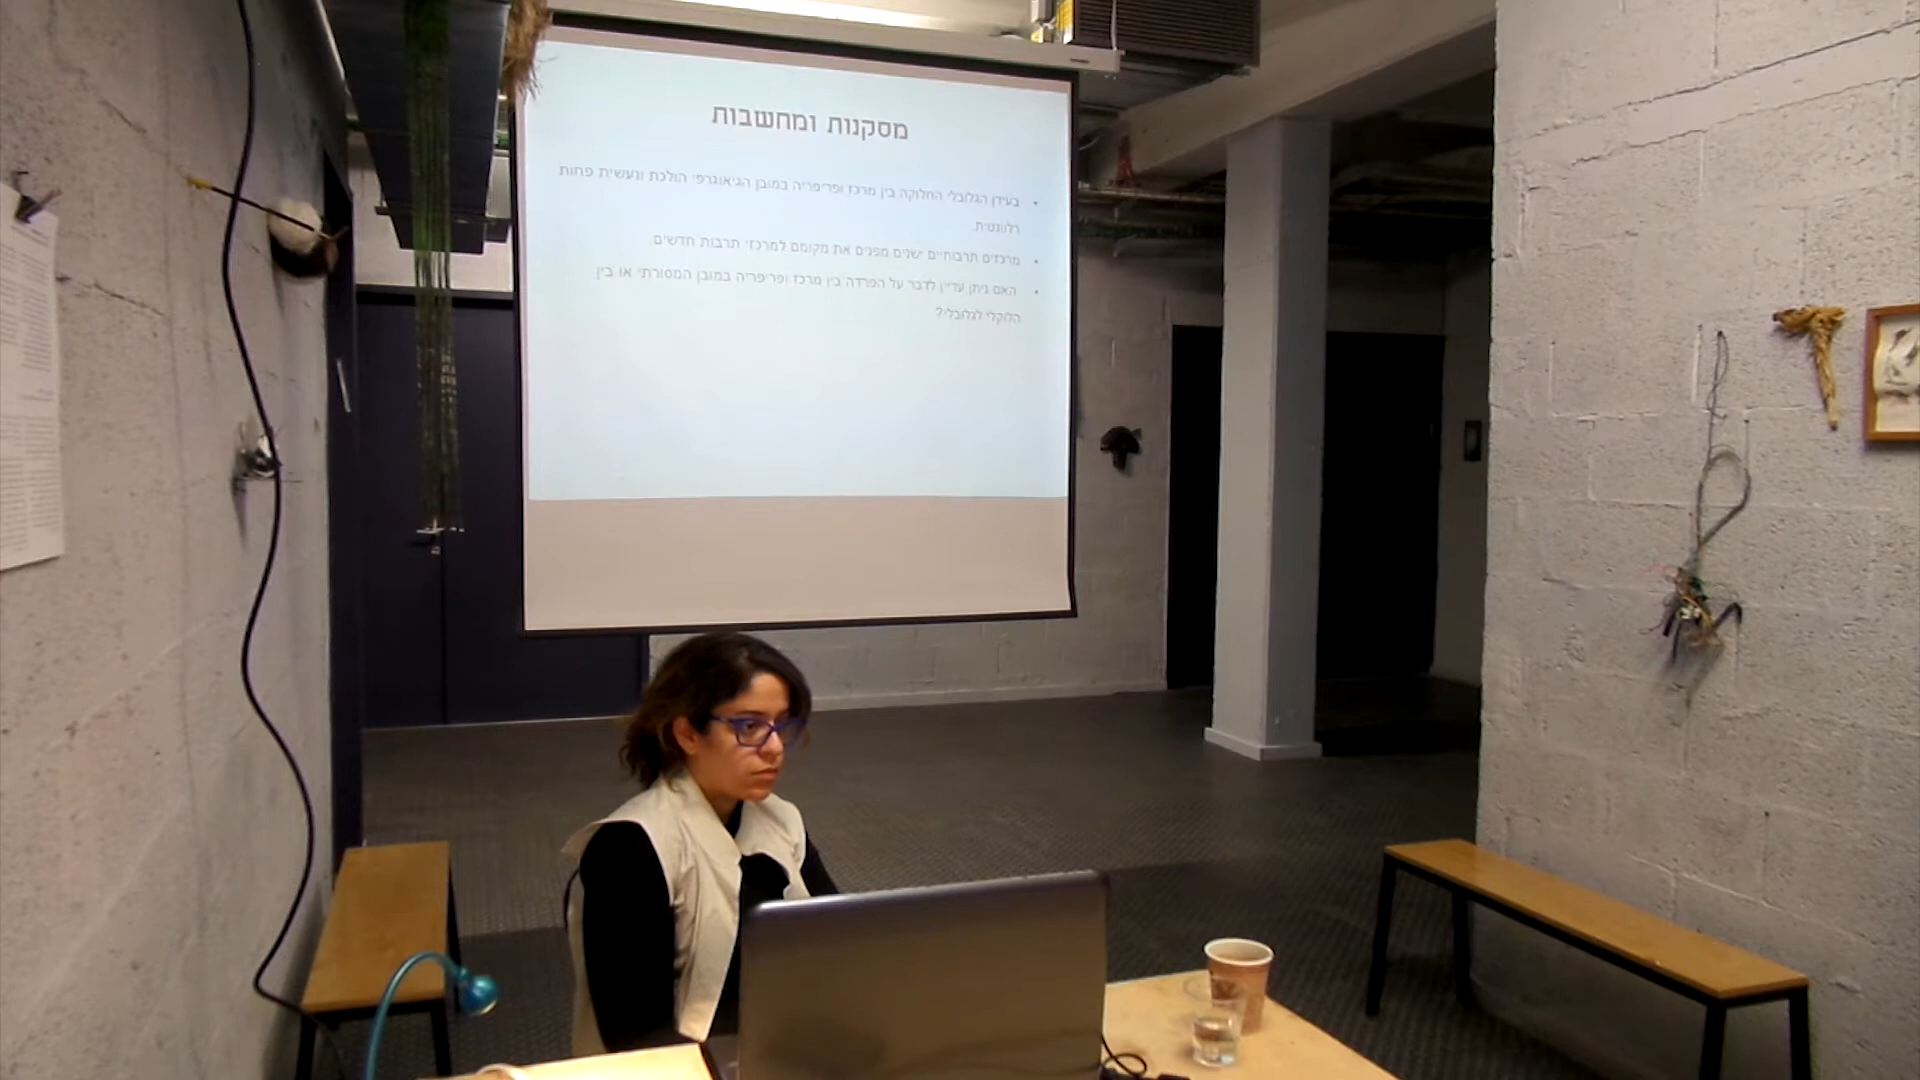 מסקנות ומחשבות
• בעידן הגלובלי החלוקה בין מרכז ופריפריה במובן הגיאוגרפי הולכת ונעשית פחות
רלוונטית.
• מרכזים תרבותיים ישנים מפנים את מקומם למרכזי תרבות חדשים.
• האם ניתן עדיין לדבר על הפרדה בין מרכז ופריפריה במובן המסורתי או בין
הלוקלי לגלובלי?